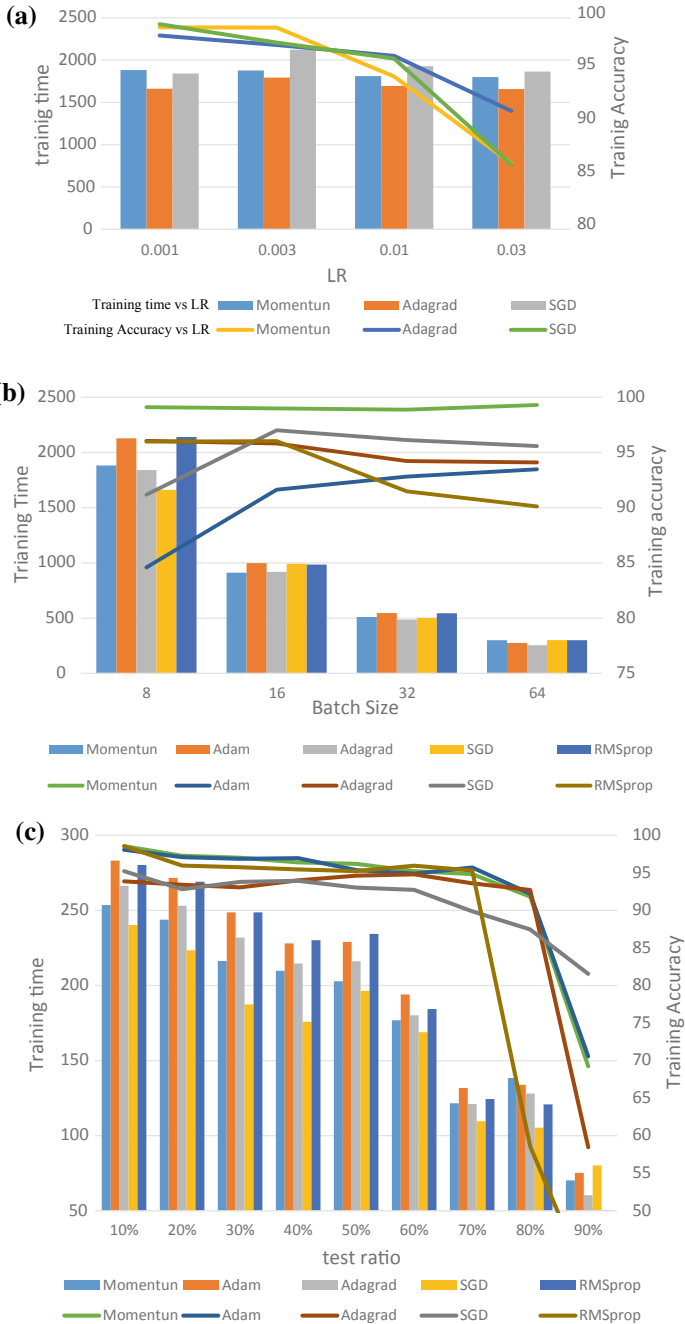 (a)
2500
2000
1500
1000
500
0
trainig time
100
95
90
85
80
Trainig Accuracy
0.001 0.003 0.01 0.03
LR
Training time vs LR Momentun Adagrad SGD
Training Accuracy vs LR Momentun Adagrad SGD
(b)
2500
2000
1500
1000
500
0
Trianing Time
100
95
90
85
80
75
Training accuracy
8 16 32 64
Batch Size
Momentun Adam Adagrad SGD RMSprop
Momentun Adam Adagrad SGD RMSprop
(c)
300
250
200
150
100
50
Training time
100
95
90
85
80
75
70
65
60
55
50
Training Accuracy
10% 20% 30% 40% 50% 60% 70% 80% 90%
test ratio
Momentun Adam Adagrad SGD RMSprop
Momentun Adam Adagrad SGD RMSprop